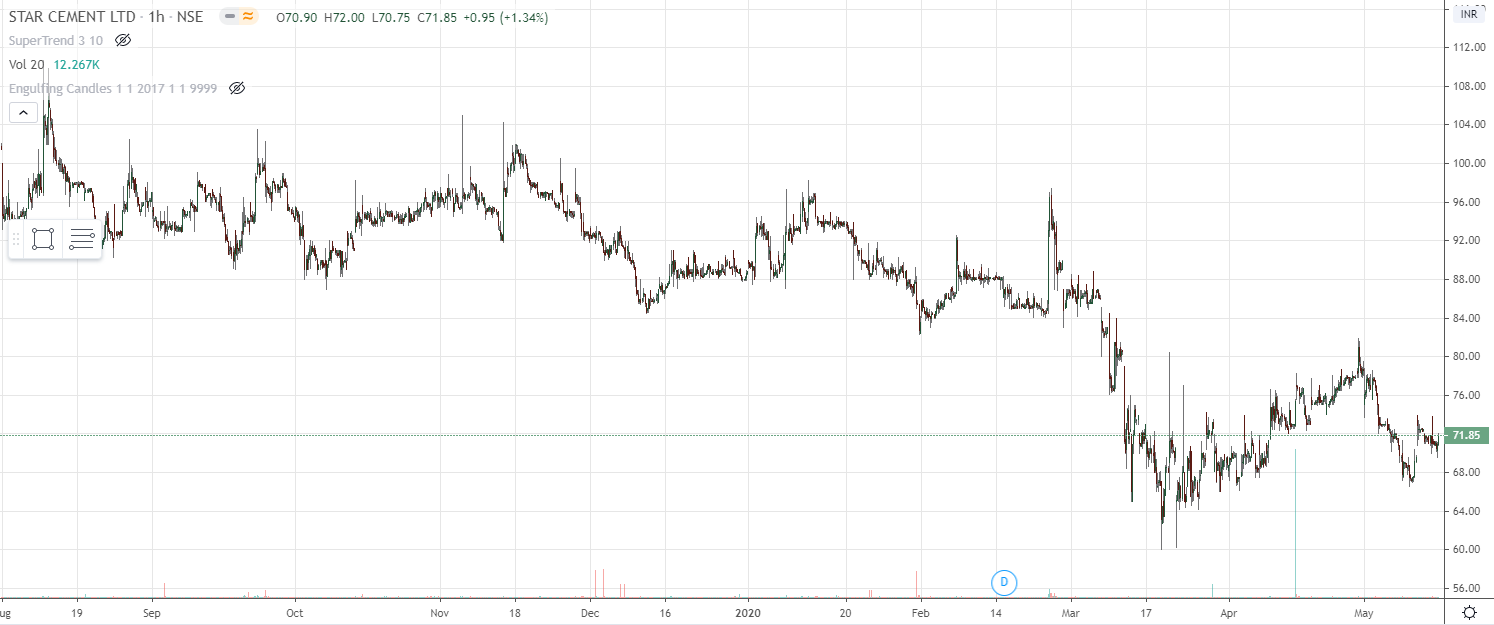 STAR CEMENT LTD · 1h · NSE O70.90 H72.00 L70.75 C71.85 +0.95 (+1.34%)
INR
SuperTrend 3 10
Vol 20 12.267K
Engulfing Candles 1 1 2017 1 1 9999
112.00
108.00
104.00
100.00
96.00
92.00
88.00
84.00
80.00
76.00
71.85
68.00
64.00
60.00
56.00
D
ug 19 Sep Oct Nov 18 Dec 16 2020 20 Feb 14 Mar 17 Apr May